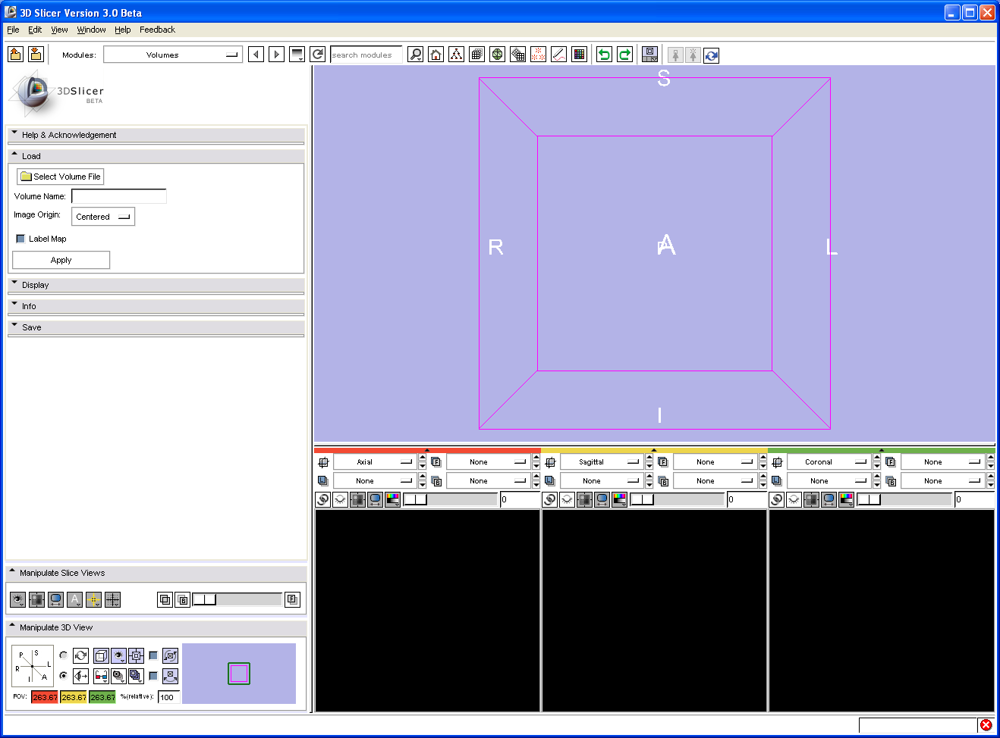 3D Slicer Version 3.0 Beta
File Edit View Window Help Feedback
Modules: Volumes search modules
3DSlicer
BETA
Help & Acknowledgement
Load
Select Volume File
Volume Name:
Image Origin: Centered
Label Map
Apply
Display
Info
Save
S
R A P L
I
Axial None Sagittal None Coronal None
L None B None L None B None L None B None
0 0 0
Manipulate Slice Views
A B F
Manipulate 3D View
P S
R L
I A
FOV: 263.67 263.67 263.67 %(relative): 100